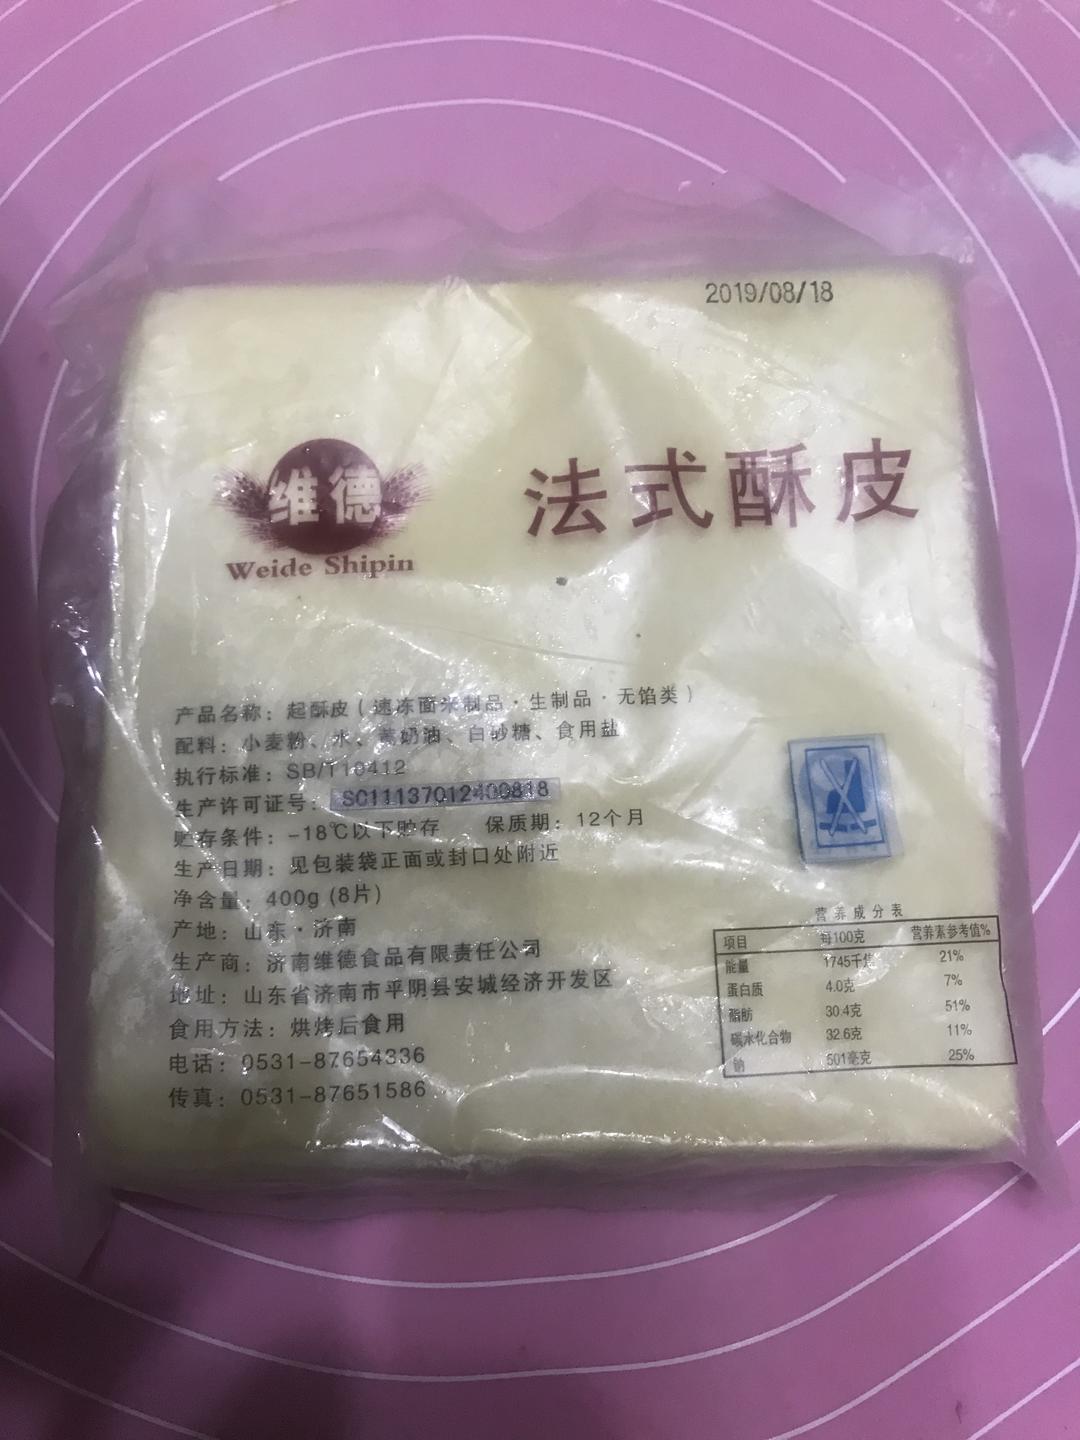 2019/08/18
维德
Weide Shipin
法式酥皮
产品名称：起酥皮（速冻面米制品·生制品·无馅类）
配料：小麦粉、水、黄奶油、白砂糖、食用盐
执行标准：SB/T10412
生产许可证号：SC11137012400818
贮存条件：-18℃以下贮存 保质期：12个月
生产日期：见包装袋正面或封口处附近
净含量：400g (8片)
产地：山东·济南
生产商：济南维德食品有限责任公司
地址：山东省济南市平阴县安城经济开发区
食用方法：烘烤后食用
电话：0531-87654336
传真：0531-87651586
营养成分表
项目 每100克 营养素参考值%
能量 1745千焦 21%
蛋白质 4.0克 7%
脂肪 30.4克 51%
碳水化合物 32.6克 11%
钠 501毫克 25%